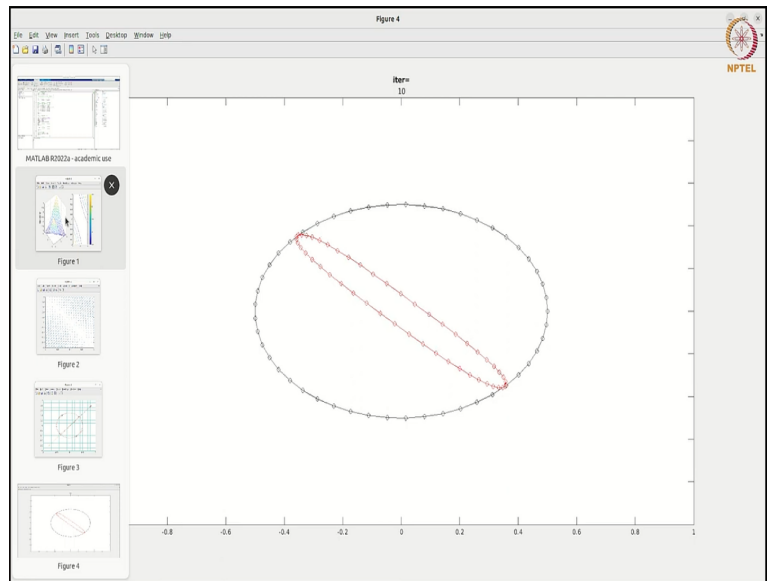 Figure 4
File Edit View Insert Tools Desktop Window Help
NPTEL
iter=
10
MATLAB R2022a - academic use
X
Figure 1
Figure 2
Figure 3
Figure 4
-0.8 -0.6 -0.4 -0.2 0 0.2 0.4 0.6 0.8 1